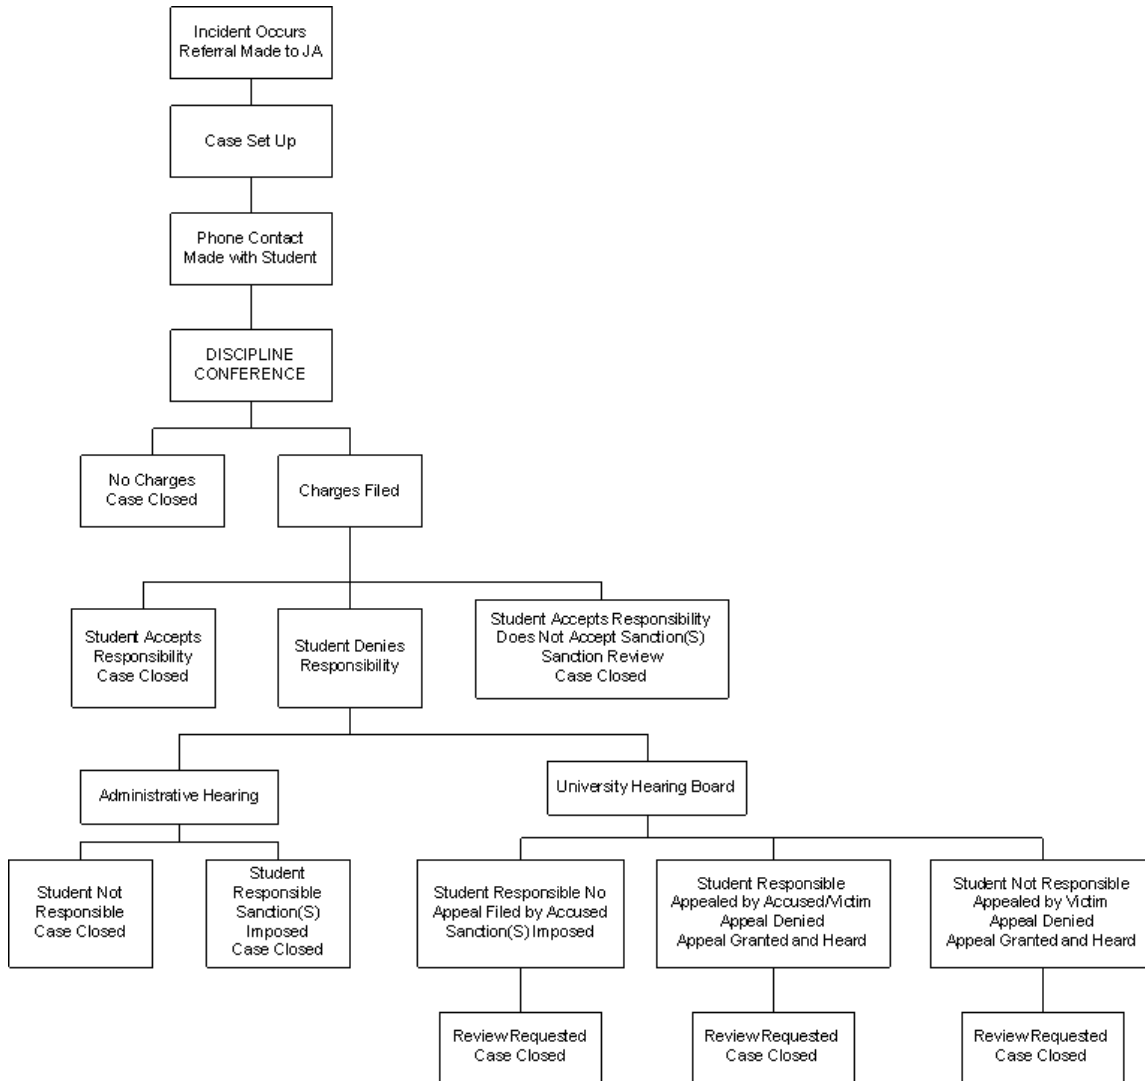 Incident Occurs
Referral Made to JA
Case Set Up
Phone Contact
Made with Student
DISCIPLINE
CONFERENCE
No Charges
Case Closed
Charges Filed
Student Accepts
Responsibility
Case Closed
Student Denies
Responsibility
Student Accepts Responsibility
Does Not Accept Sanction(S)
Sanction Review
Case Closed
Administrative Hearing
University Hearing Board
Student Not
Responsible
Case Closed
Student
Responsible
Sanction(S)
Imposed
Case Closed
Student Responsible No
Appeal Filed by Accused
Sanction(S) Imposed
Student Responsible
Appealed by Accused/Victim
Appeal Denied
Appeal Granted and Heard
Student Not Responsible
Appealed by Victim
Appeal Denied
Appeal Granted and Heard
Review Requested
Case Closed
Review Requested
Case Closed
Review Requested
Case Closed